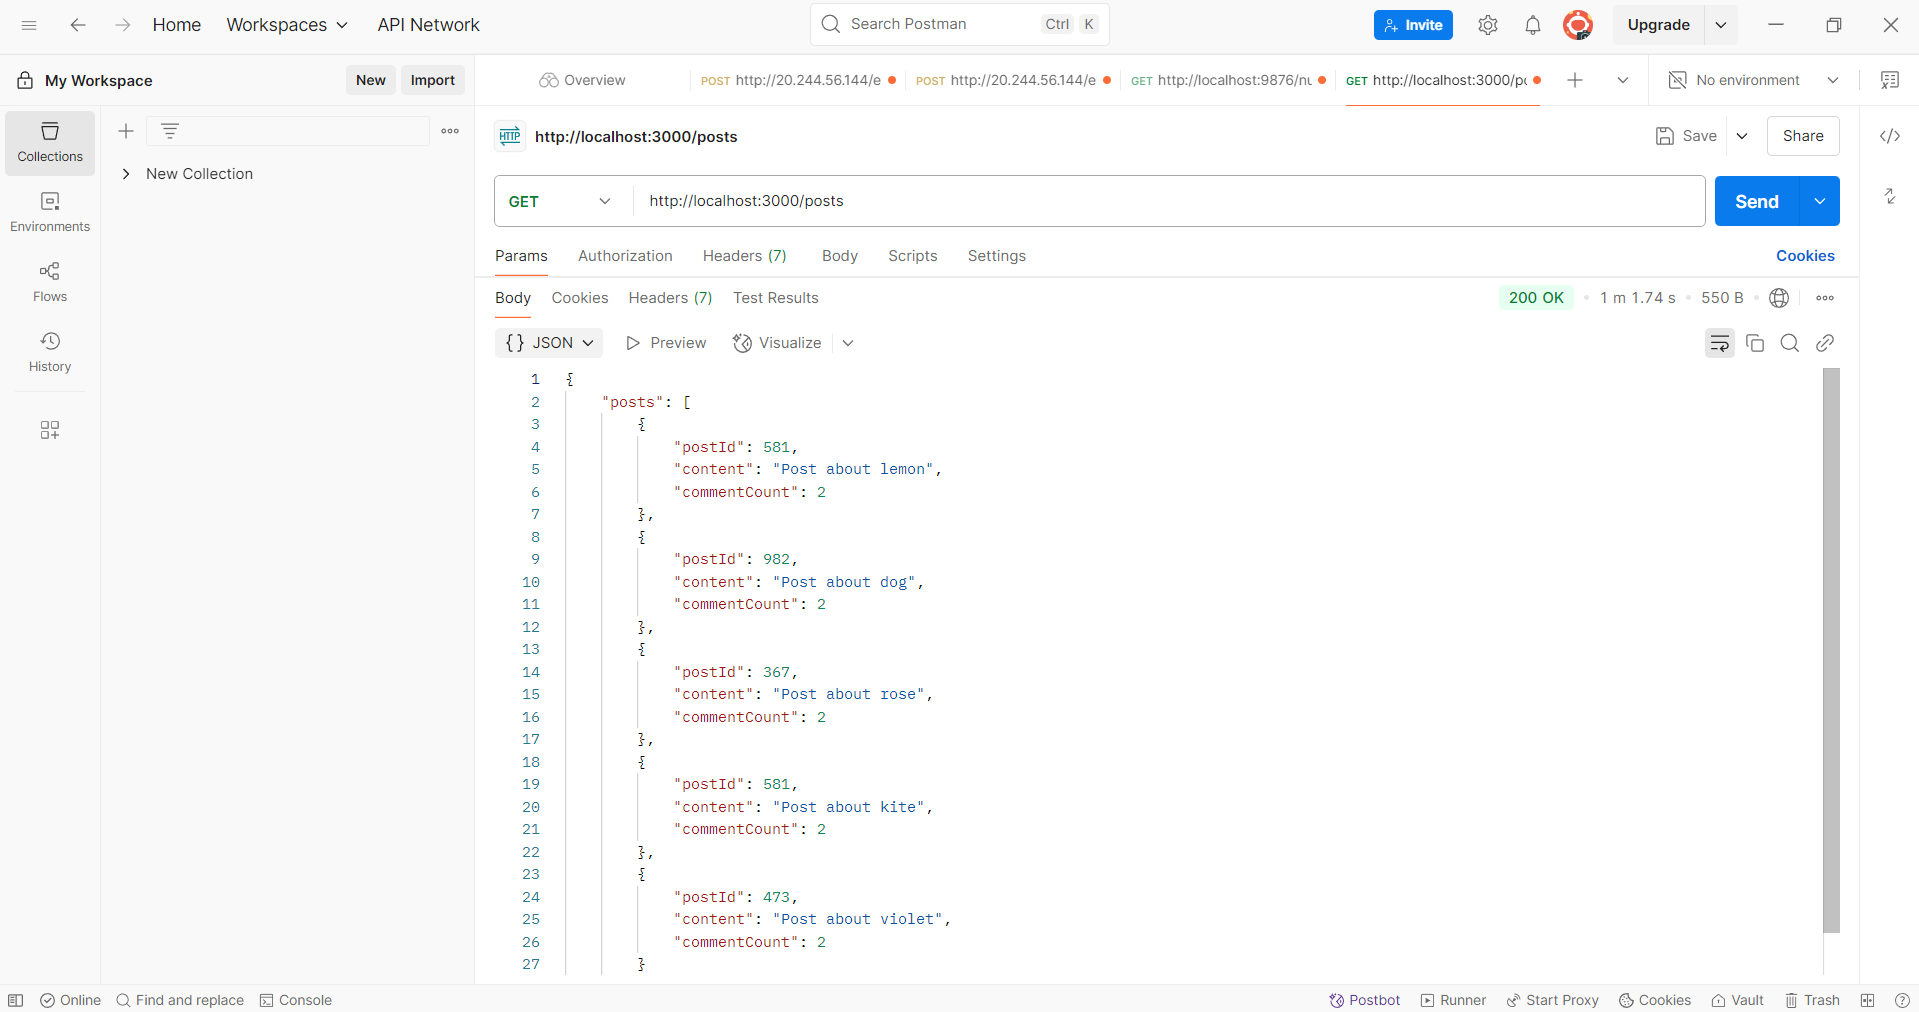 Home Workspaces API Network Search Postman Ctrl K Invite Upgrade
My Workspace New Import Overview POST http://20.244.56.144/e POST http://20.244.56.144/e GET http://localhost:9876/nu GET http://localhost:3000/po No environment
Collections
Environments
Flows
History
New Collection
HTTP http://localhost:3000/posts Save Share
GET http://localhost:3000/posts Send
Params Authorization Headers (7) Body Scripts Settings Cookies
Body Cookies Headers (7) Test Results 200 OK 1 m 1.74 s 550 B
{} JSON Preview Visualize
1 {
2 "posts": [
3 {
4 "postId": 581,
5 "content": "Post about lemon",
6 "commentCount": 2
7 },
8 {
9 "postId": 982,
10 "content": "Post about dog",
11 "commentCount": 2
12 },
13 {
14 "postId": 367,
15 "content": "Post about rose",
16 "commentCount": 2
17 },
18 {
19 "postId": 581,
20 "content": "Post about kite",
21 "commentCount": 2
22 },
23 {
24 "postId": 473,
25 "content": "Post about violet",
26 "commentCount": 2
27 }
Online Find and replace Console Postbot Runner Start Proxy Cookies Vault Trash